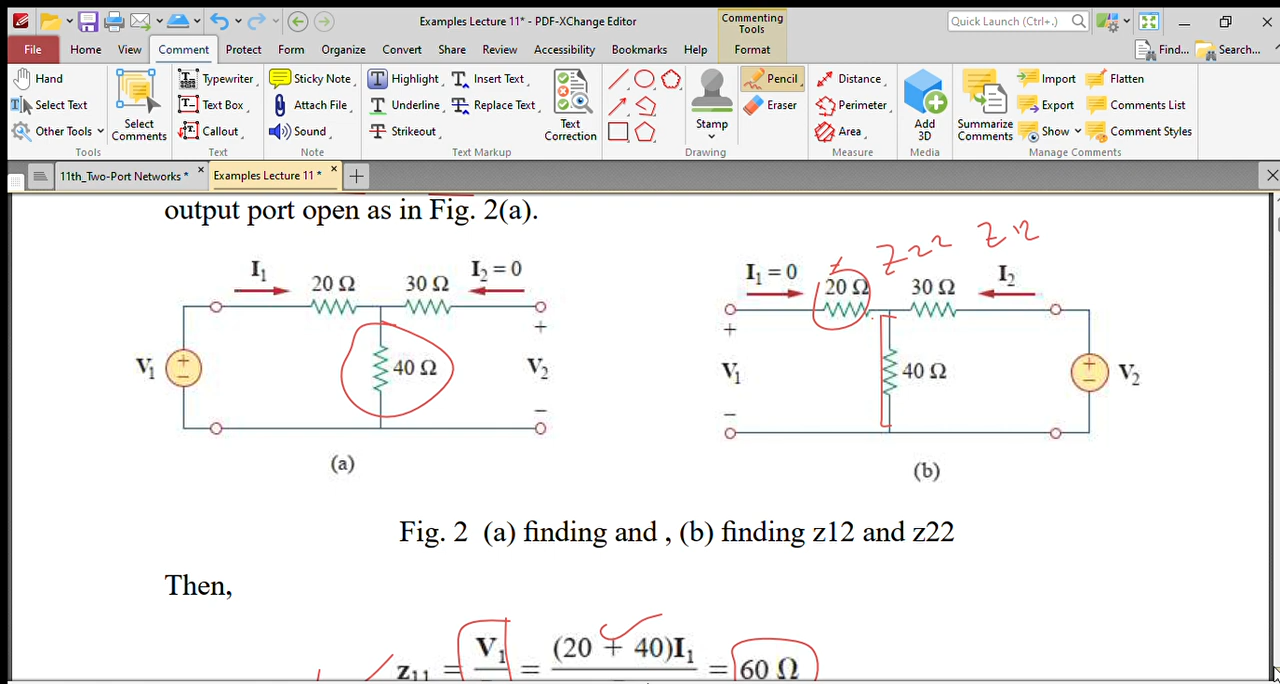 Examples Lecture 11* - PDF-XChange Editor
Commenting Tools
Quick Launch (Ctrl+.)
File Home View Comment Protect Form Organize Convert Share Review Accessibility Bookmarks Help Format
Find... Search...
Hand
Select Text
Other Tools
Select Comments
Tools
Typewriter
Text Box
Callout
Text
Sticky Note
Attach File
Sound
Note
Highlight
Underline
Strikeout
Insert Text
Replace Text
Text Correction
Text Markup
Stamp
Pencil
Eraser
Drawing
Distance
Perimeter
Area
Measure
Add 3D
Media
Summarize Comments
Import
Export
Show
Flatten
Comments List
Comment Styles
Manage Comments
11th_Two-Port Networks * Examples Lecture 11 *
output port open as in Fig. 2(a).
I₁ 20 Ω 30 Ω I₂ = 0
V₁ + − 40 Ω + V₂ −
(a)
Z22 Z12
I₁ = 0 20 Ω 30 Ω I₂
+ V₁ − 40 Ω + − V₂
(b)
Fig. 2 (a) finding and , (b) finding z12 and z22
Then,
z₁₁ = V₁ = (20 + 40)I₁ = 60 Ω